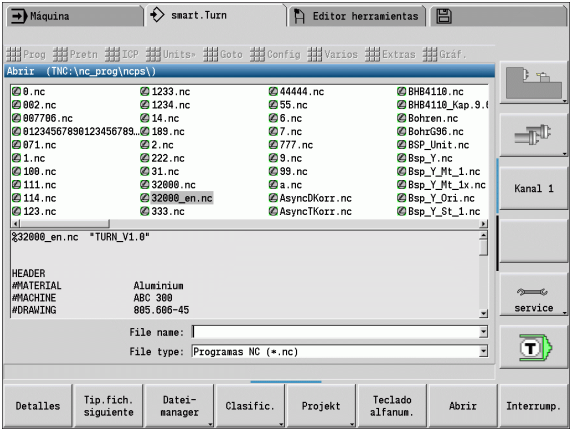 Máquina
smart.Turn
Editor herramientas
Prog Pretn ICP Units» Goto Config Varios Extras Gráf.
Abrir (TNC:\nc_prog\ncps\)
0.nc 1233.nc 44444.nc BHB4110.nc
002.nc 1234.nc 55.nc BHB4110_Kap.9.
007706.nc 14.nc 6.nc Bohren.nc
01234567890123456789... 189.nc 7.nc BohrG96.nc
071.nc 2.nc 777.nc BSP_Unit.nc
1.nc 222.nc 9.nc Bsp_Y.nc
100.nc 31.nc 99.nc Bsp_Y_Mt_1.nc
111.nc 32000.nc a.nc Bsp_Y_Mt_1x.nc
114.nc 32000_en.nc AsyncDKorr.nc Bsp_Y_Ori.nc
123.nc 333.nc AsyncTKorr.nc Bsp_Y_St_1.nc
%32000_en.nc "TURN_V1.0"
HEADER
#MATERIAL Aluminium
#MACHINE ABC 300
#DRAWING 805.606-45
File name:
File type: Programas NC (*.nc)
Kanal 1
service
T
Detalles
Tip.fich.
siguiente
Datei-
manager
Clasific.
Projekt
Teclado
alfanum.
Abrir
Interrump.